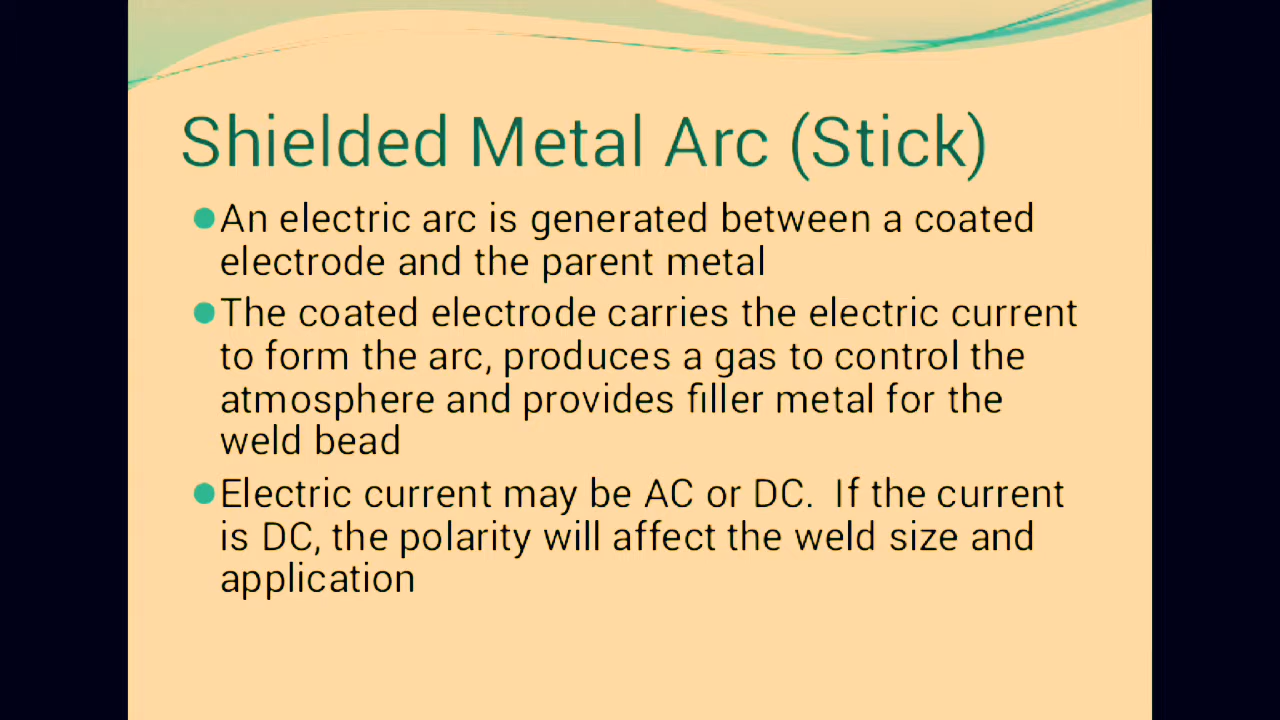 Shielded Metal Arc (Stick)
●An electric arc is generated between a coated
electrode and the parent metal
●The coated electrode carries the electric current
to form the arc, produces a gas to control the
atmosphere and provides filler metal for the
weld bead
●Electric current may be AC or DC.  If the current
is DC, the polarity will affect the weld size and
application